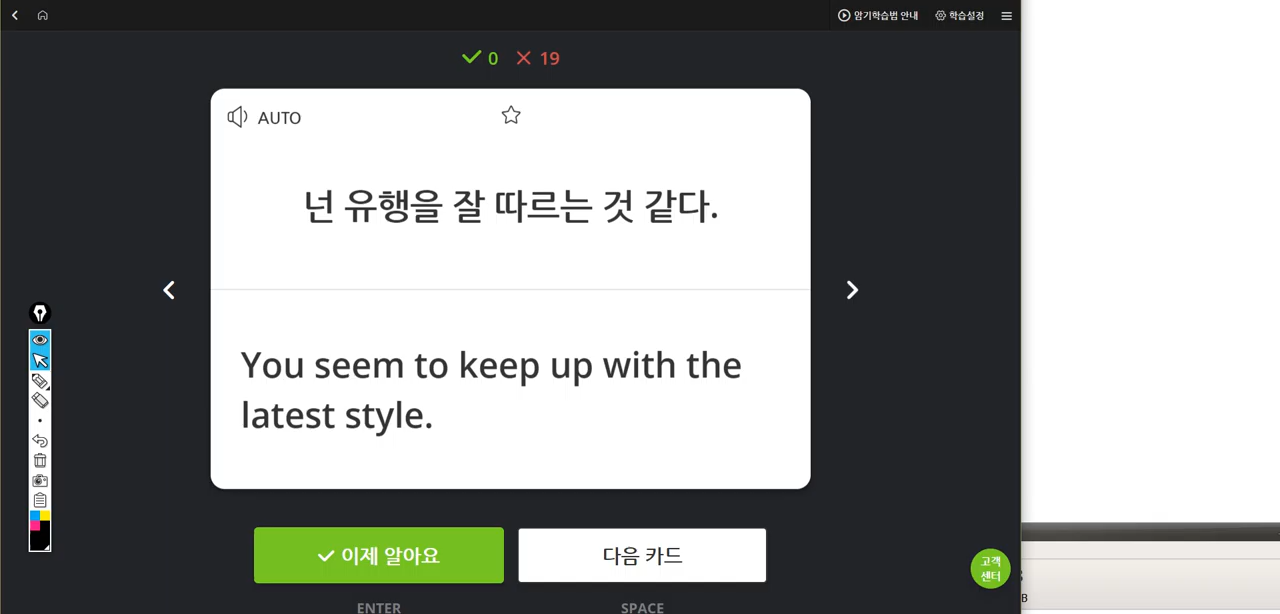 암기학습법 안내 학습설정
0 19
AUTO
넌 유행을 잘 따르는 것 같다.
You seem to keep up with the
latest style.
이제 알아요 다음 카드
ENTER SPACE
고객
센터
B